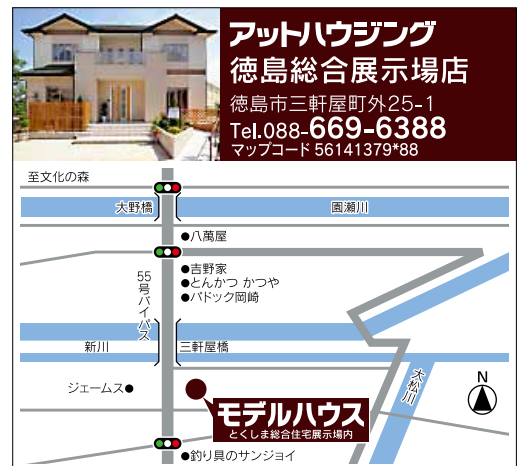 アットハウジング
徳島総合展示場店
徳島市三軒屋町外25-1
Tel.088-669-6388
マップコード 56141379*88
至文化の森
大野橋
園瀬川
●八萬屋
●吉野家
●とんかつ かつや
●パドック岡崎
55号バイパス
新川
三軒屋橋
ジェームス●
大松川
N
モデルハウス
とくしま総合住宅展示場内
●釣り具のサンジョイ